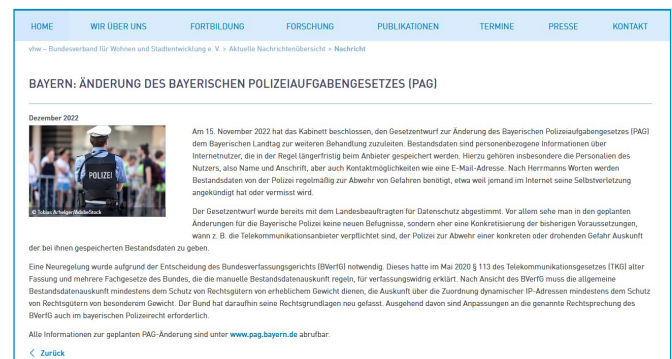 HOME WIR ÜBER UNS FORTBILDUNG FORSCHUNG PUBLIKATIONEN TERMINE PRESSE KONTAKT
vhw – Bundesverband für Wohnen und Stadtentwicklung e. V. > Aktuelle Nachrichtenübersicht > Nachricht
BAYERN: ÄNDERUNG DES BAYERISCHEN POLIZEIAUFGABENGESETZES (PAG)
Dezember 2022
POLIZEI
© Tobias Arhelger/AdobeStock
Am 15. November 2022 hat das Kabinett beschlossen, den Gesetzentwurf zur Änderung des Bayerischen Polizeiaufgabengesetzes (PAG)
dem Bayerischen Landtag zur weiteren Behandlung zuzuleiten. Bestandsdaten sind personenbezogene Informationen über
Internetnutzer, die in der Regel längerfristig beim Anbieter gespeichert werden. Hierzu gehören insbesondere die Personalien des
Nutzers, also Name und Anschrift, aber auch Kontaktmöglichkeiten wie eine E-Mail-Adresse. Nach Herrmanns Worten werden
Bestandsdaten von der Polizei regelmäßig zur Abwehr von Gefahren benötigt, etwa weil jemand im Internet seine Selbstverletzung
angekündigt hat oder vermisst wird.
Der Gesetzentwurf wurde bereits mit dem Landesbeauftragten für Datenschutz abgestimmt. Vor allem sehe man in den geplanten
Änderungen für die Bayerische Polizei keine neuen Befugnisse, sondern eher eine Konkretisierung der bisherigen Voraussetzungen,
wann z. B. die Telekommunikationsanbieter verpflichtet sind, der Polizei zur Abwehr einer konkreten oder drohenden Gefahr Auskunft
der bei ihnen gespeicherten Bestandsdaten zu geben.
Eine Neuregelung wurde aufgrund der Entscheidung des Bundesverfassungsgerichts (BVerfG) notwendig. Dieses hatte im Mai 2020 § 113 des Telekommunikationsgesetzes (TKG) alter
Fassung und mehrere Fachgesetze des Bundes, die die manuelle Bestandsdatenauskunft regeln, für verfassungswidrig erklärt. Nach Ansicht des BVerfG muss die allgemeine
Bestandsdatenauskunft mindestens dem Schutz von Rechtsgütern von erheblichem Gewicht dienen, die Auskunft über die Zuordnung dynamischer IP-Adressen mindestens dem Schutz
von Rechtsgütern von besonderem Gewicht. Der Bund hat daraufhin seine Rechtsgrundlagen neu gefasst. Ausgehend davon sind Anpassungen an die genannte Rechtsprechung des
BVerfG auch im bayerischen Polizeirecht erforderlich.
Alle Informationen zur geplanten PAG-Änderung sind unter www.pag.bayern.de abrufbar.
< Zurück